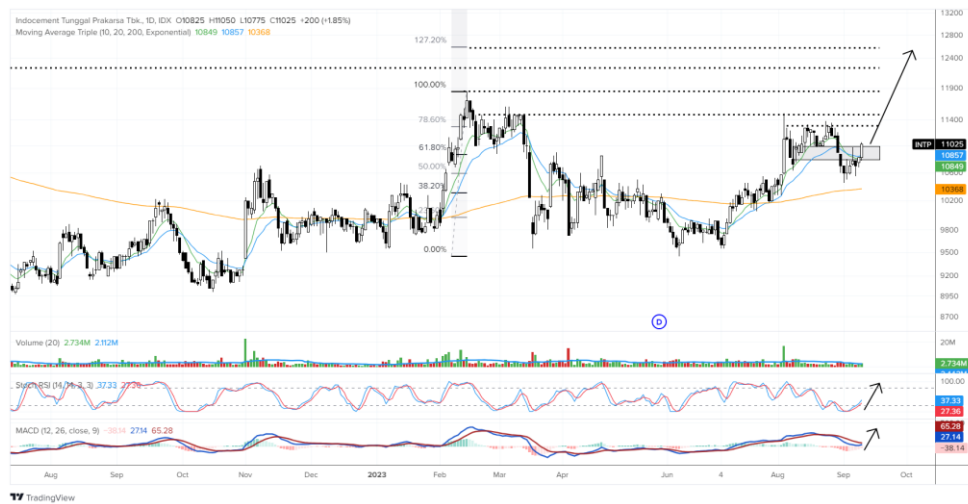 Indocement Tunggal Prakarsa Tbk., 1D, IDX O10825 H11050 L10775 C11025 +200 (+1.85%)
Moving Average Triple (10, 20, 200, Exponential) 10849 10857 10368
13200
12800
127.20%
12400
100.00%
11900
78.60%
11400
61.80%
INTP 11025
50.00%
10857
10849
38.20%
10368
10200
9800
0.00%
9500
9200
8950
8700
D
Volume (20) 2.734M 2.112M
20M
2.734M
Stoch RSI (14, 14, 3, 3) 37.33 27.36
100.00
37.33
27.36
MACD (12, 26, close, 9) -38.14 27.14 65.28
65.28
27.14
-38.14
Aug Sep Oct Nov Dec 2023 Feb Mar Apr 4 Aug Sep Oct
TradingView